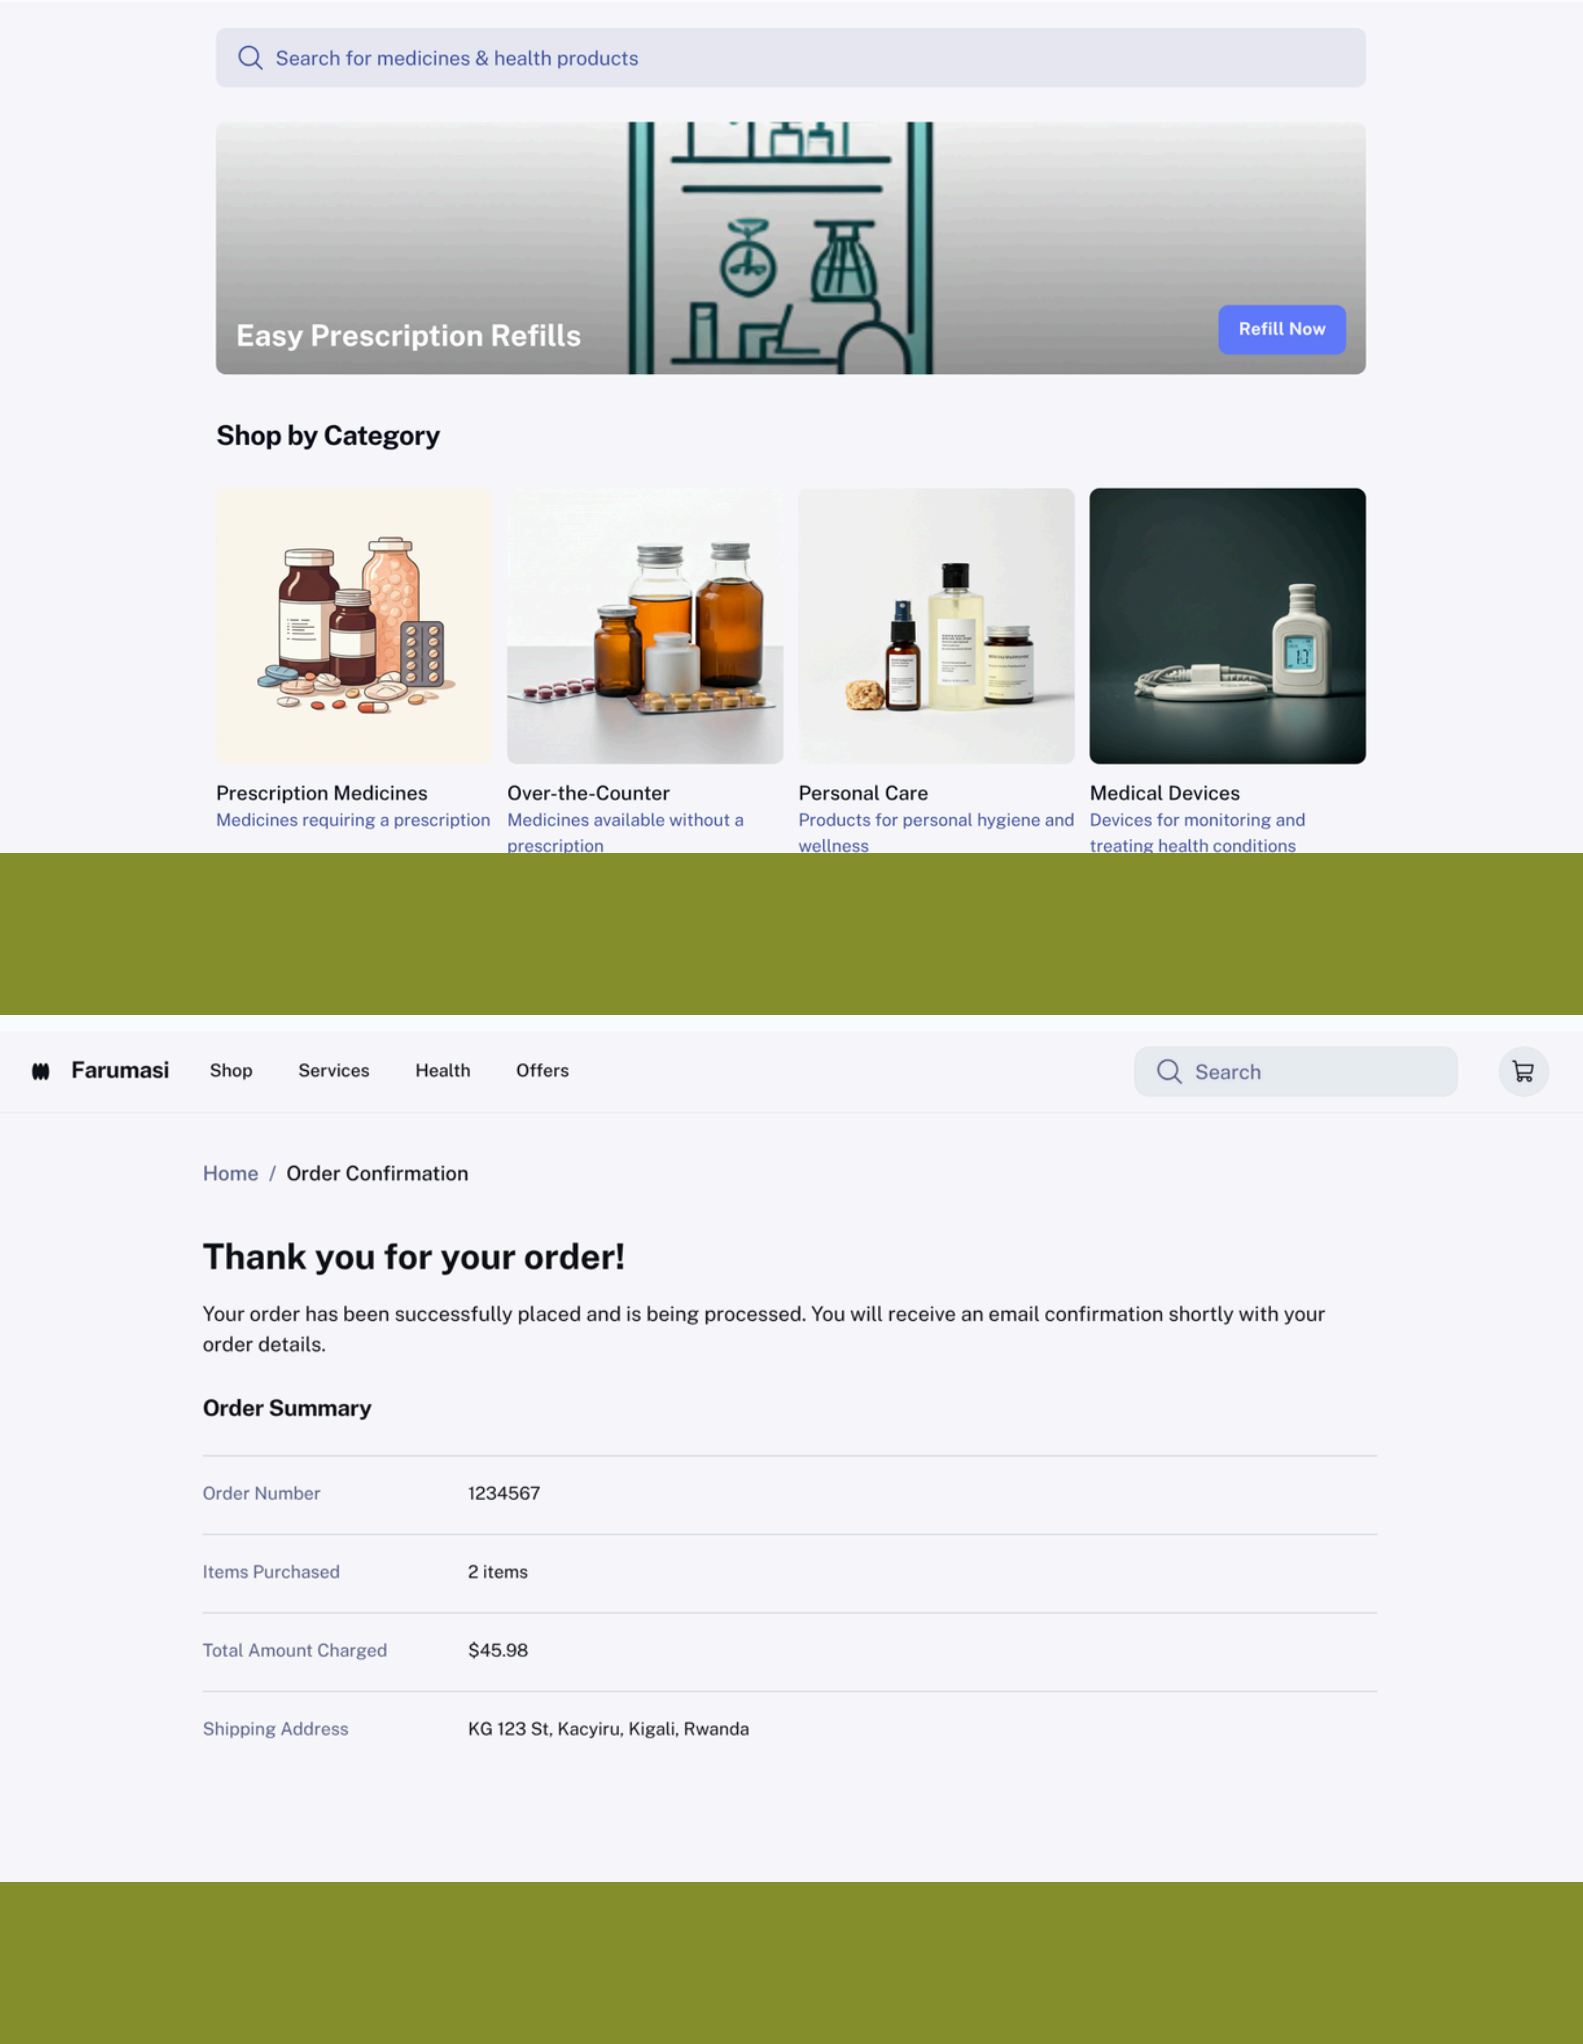 Search for medicines & health products
Easy Prescription Refills
Refill Now
Shop by Category
Prescription Medicines
Medicines requiring a prescription
Over-the-Counter
Medicines available without a
prescription
Personal Care
Products for personal hygiene and
wellness
Medical Devices
Devices for monitoring and
treating health conditions
Farumasi
Shop
Services
Health
Offers
Search
Home / Order Confirmation
Thank you for your order!
Your order has been successfully placed and is being processed. You will receive an email confirmation shortly with your
order details.
Order Summary
Order Number 1234567
Items Purchased 2 items
Total Amount Charged $45.98
Shipping Address KG 123 St, Kacyiru, Kigali, Rwanda